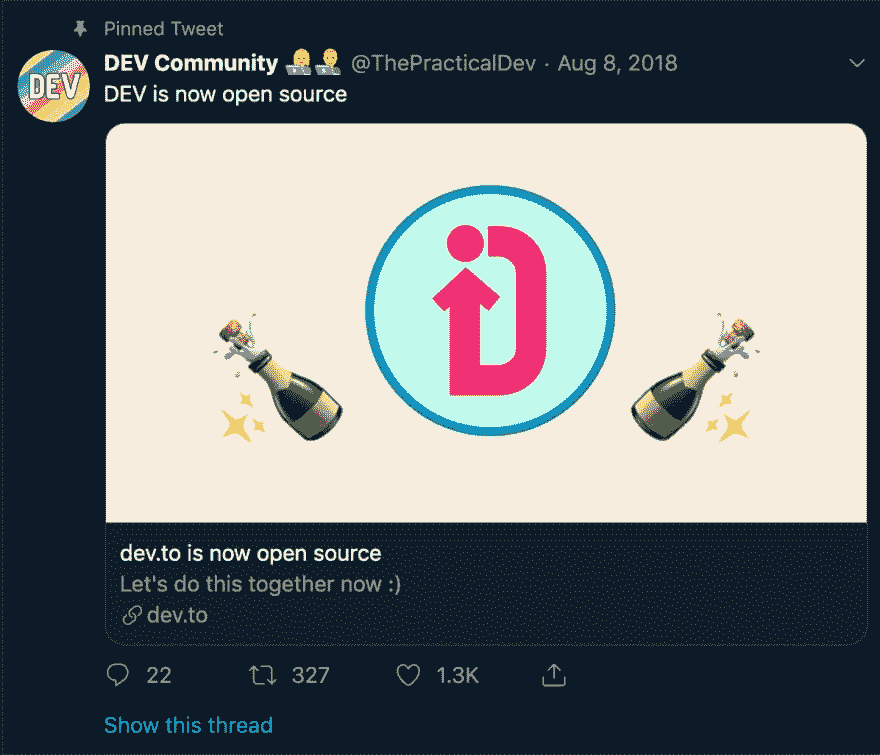 Pinned Tweet
DEV Community 👩‍💻👨‍💻 @ThePracticalDev · Aug 8, 2018
DEV
DEV is now open source
dev.to is now open source
Let's do this together now :)
dev.to
22 327 1.3K
Show this thread